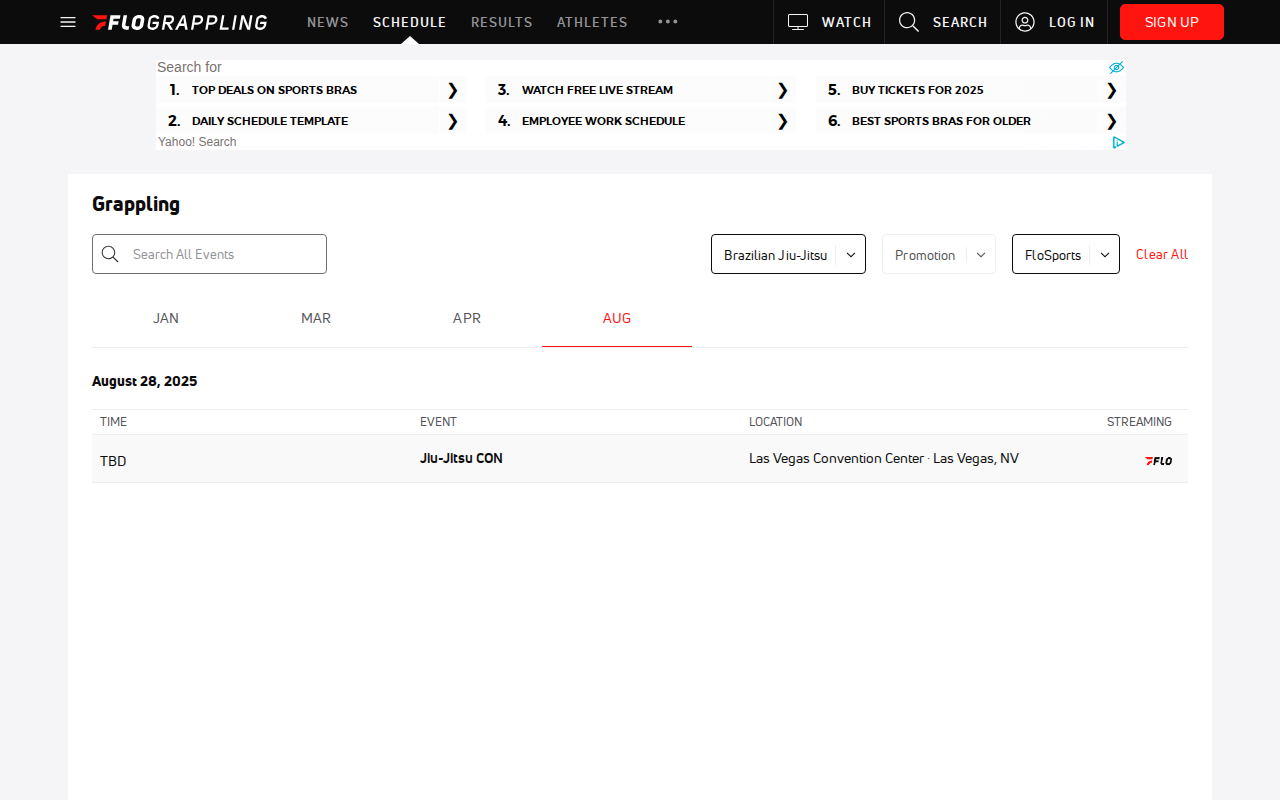 FLOGRAPPLING NEWS SCHEDULE RESULTS ATHLETES ••• WATCH SEARCH LOG IN SIGN UP
Search for
1. TOP DEALS ON SPORTS BRAS ❯ 3. WATCH FREE LIVE STREAM ❯ 5. BUY TICKETS FOR 2025 ❯
2. DAILY SCHEDULE TEMPLATE ❯ 4. EMPLOYEE WORK SCHEDULE ❯ 6. BEST SPORTS BRAS FOR OLDER ❯
Yahoo! Search
Grappling
Search All Events Brazilian Jiu-Jitsu Promotion FloSports Clear All
JAN MAR APR AUG
August 28, 2025
TIME EVENT LOCATION STREAMING
TBD Jiu-Jitsu CON Las Vegas Convention Center · Las Vegas, NV FLO